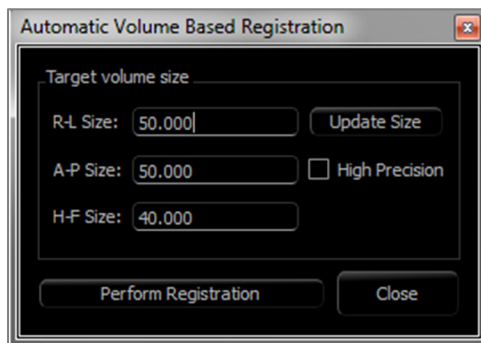 Automatic Volume Based Registration
Target volume size
R-L Size: 50.000 Update Size
A-P Size: 50.000 High Precision
H-F Size: 40.000
Perform Registration Close